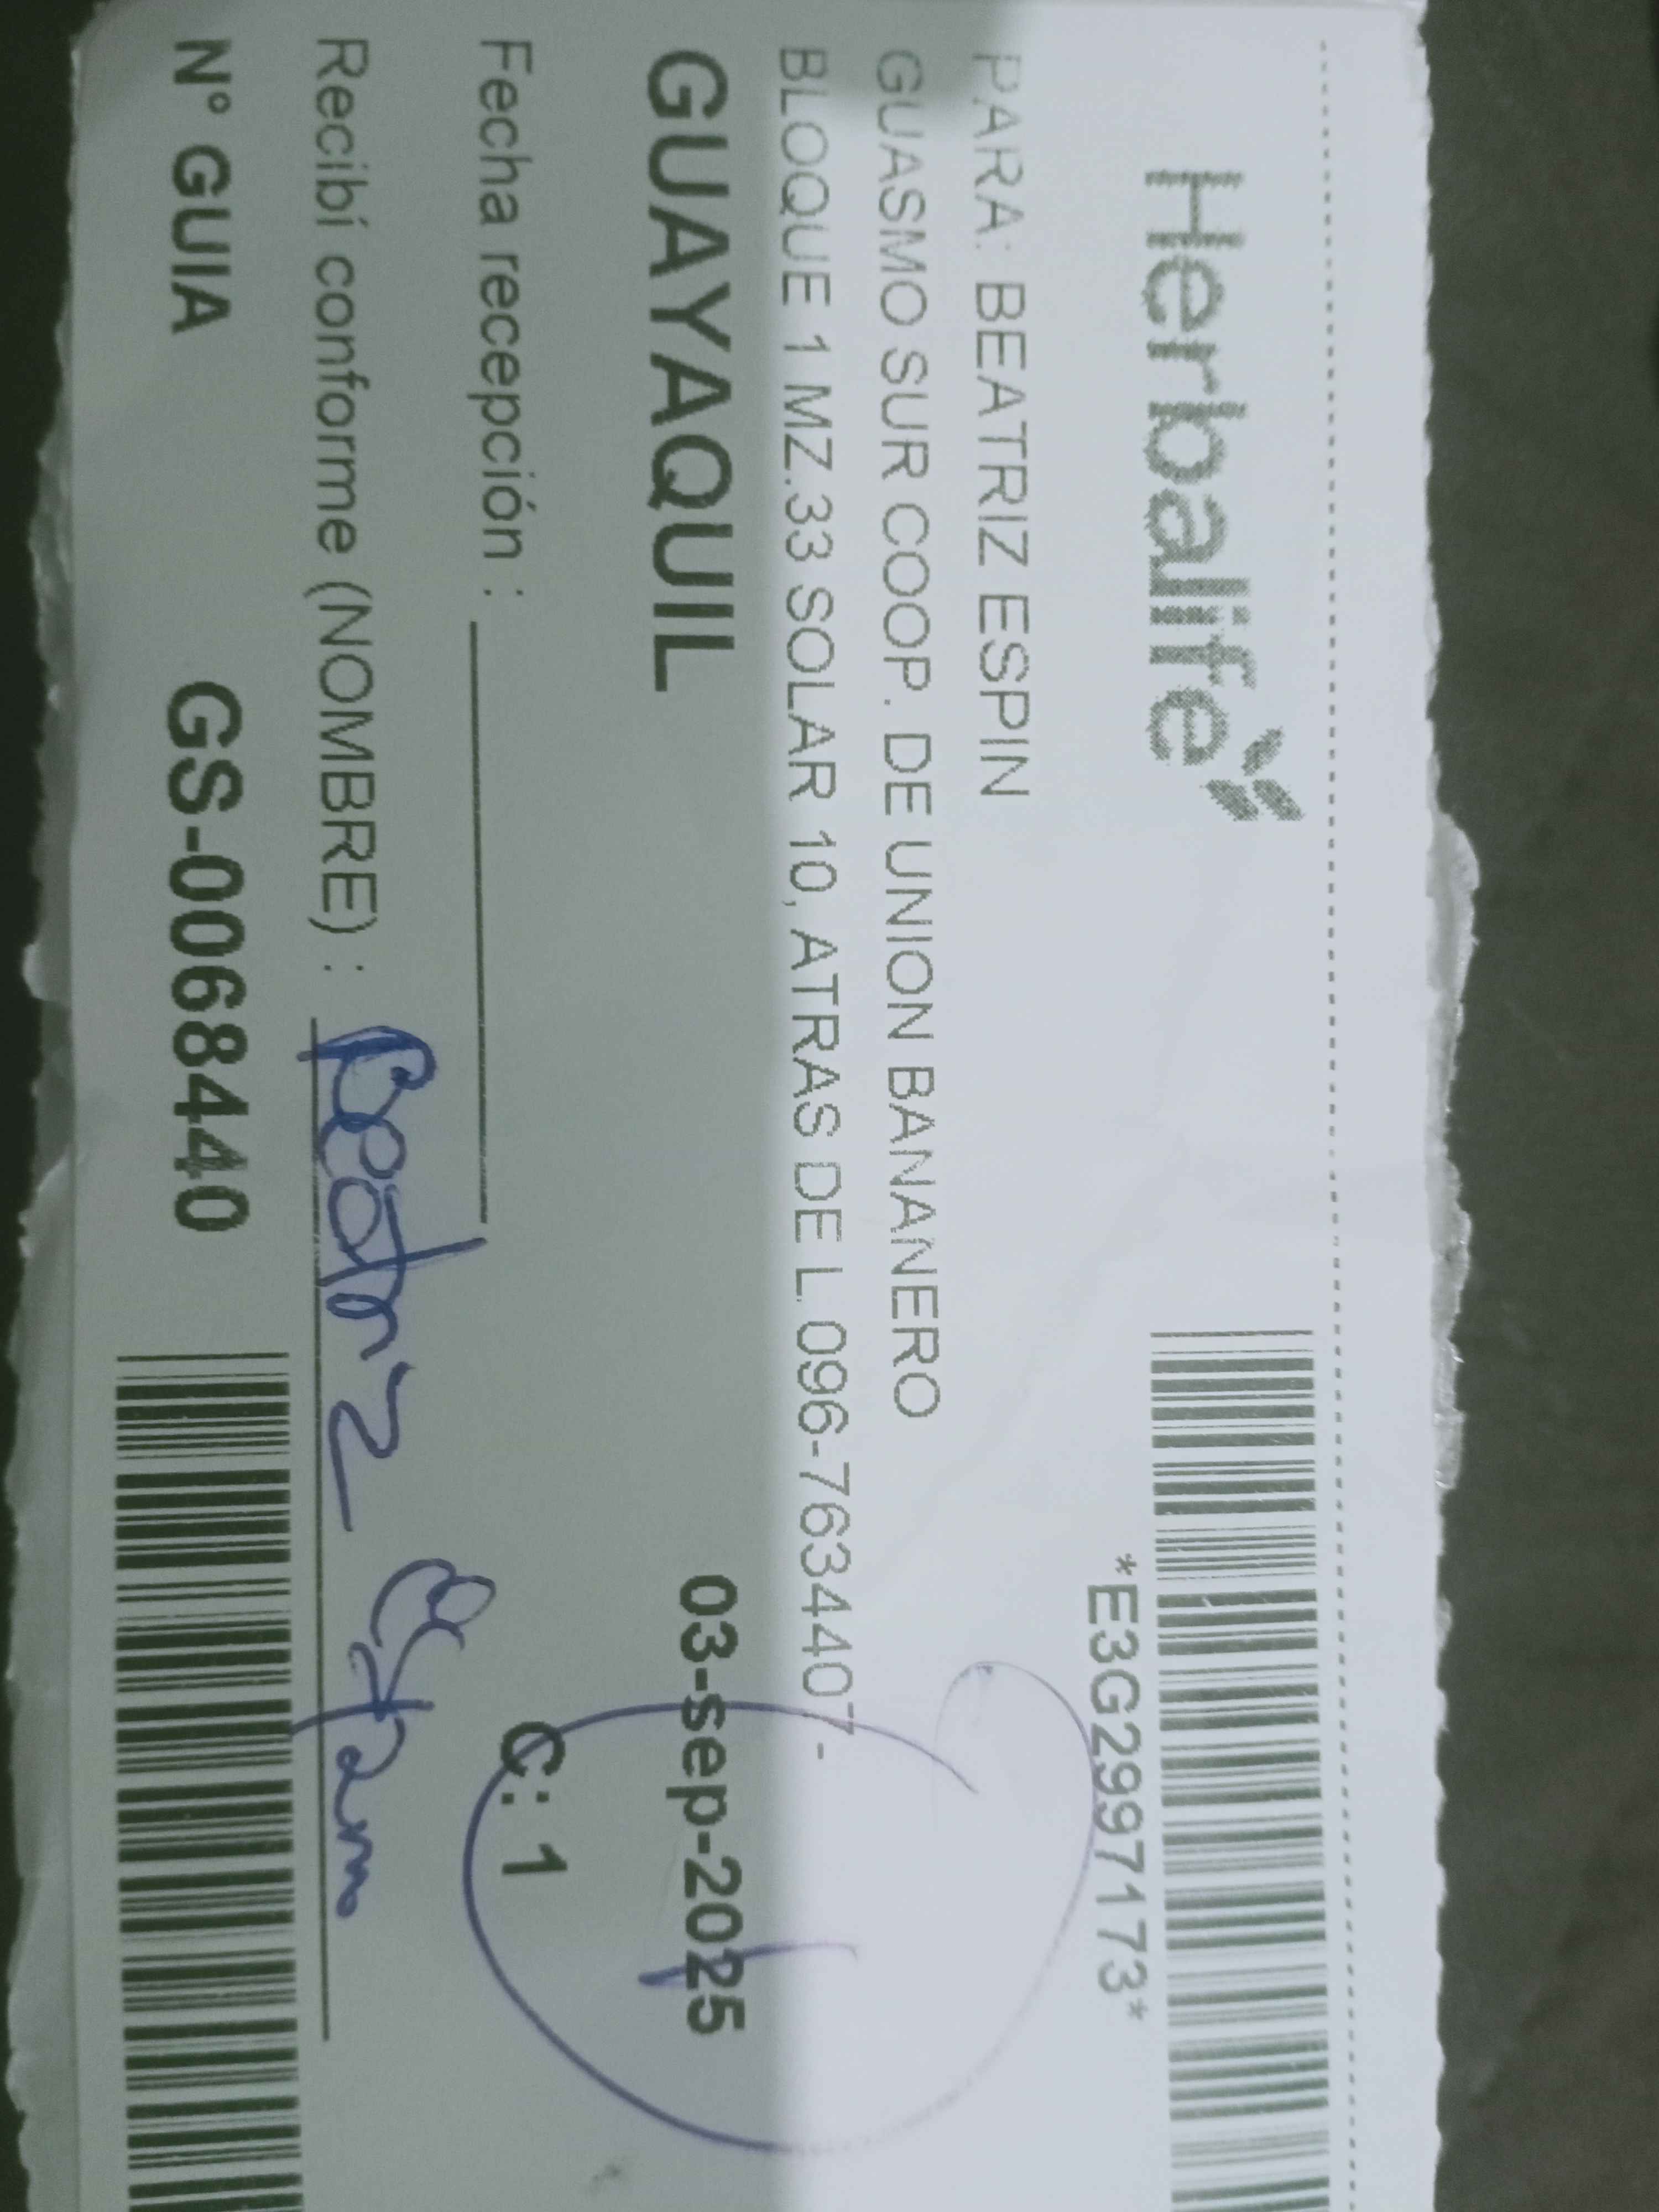 Herbalife
*E3G2997173*
PARA: BEATRIZ ESPIN
GUASMO SUR COOP. DE UNION BANANERO
BLOQUE 1 MZ.33 SOLAR 10, ATRAS DE L. 096-7634407 -
GUAYAQUIL 03-sep-2025
Fecha recepción : C: 1
Recibí conforme (NOMBRE) : Beatriz
N° GUIA GS-0068440